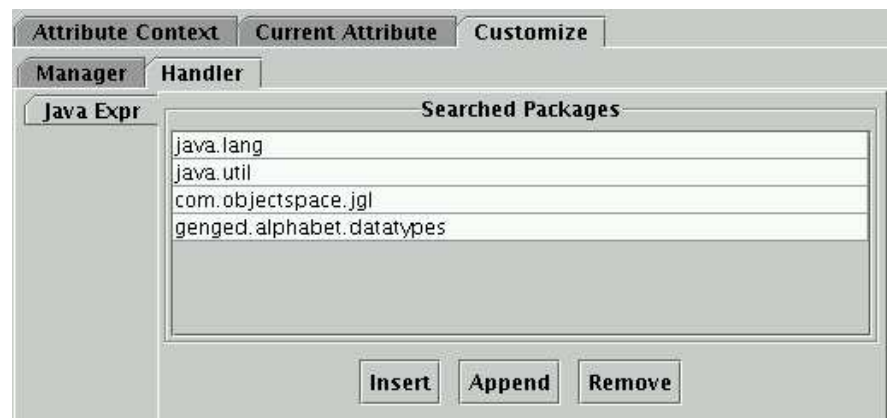 Attribute Context Current Attribute Customize
Manager Handler
Java Expr
Searched Packages
java.lang
java.util
com.objectspace.jgl
genged.alphabet.datatypes
Insert Append Remove